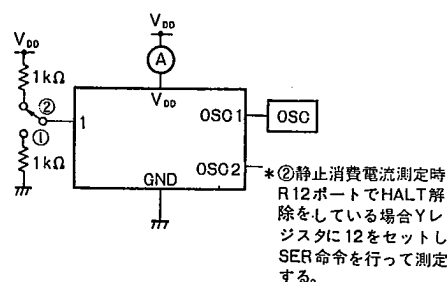 VDD
VDD
A
1kΩ
VDD
②
1
OSC1
OSC
①
1kΩ
OSC2
GND
*②静止消費電流測定時
R12ポートでHALT解
除をしている場合Yレ
ジスタに12をセットし
SER命令を行って測定
する。